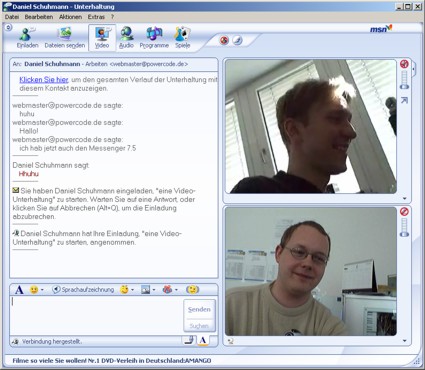 Daniel Schuhmann - Unterhaltung
Datei Bearbeiten Aktionen Extras ?
msn
Einladen Dateien senden Video Audio Programme Spiele
An: Daniel Schuhmann - Arbeiten <webmaster@powercode.de>
Klicken Sie hier, um den gesamten Verlauf der Unterhaltung mit
diesem Kontakt anzuzeigen.
webmaster@powercode.de sagte:
huhu
webmaster@powercode.de sagte:
Hallo!
webmaster@powercode.de sagte:
ich hab jetzt auch den Messenger 7.5
Daniel Schuhmann sagt:
Hhuhu
Sie haben Daniel Schuhmann eingeladen, "eine Video-
Unterhaltung" zu starten. Warten Sie auf eine Antwort, oder
klicken Sie auf Abbrechen (Alt+Q), um die Einladung
abzubrechen.
Daniel Schuhmann hat Ihre Einladung, "eine Video-
Unterhaltung" zu starten, angenommen.
A Sprachaufzeichnung
Senden
Suchen
Verbindung hergestellt.
A
Filme so viele Sie wollen! Nr.1 DVD-Verleih in Deutschland:AMANGO